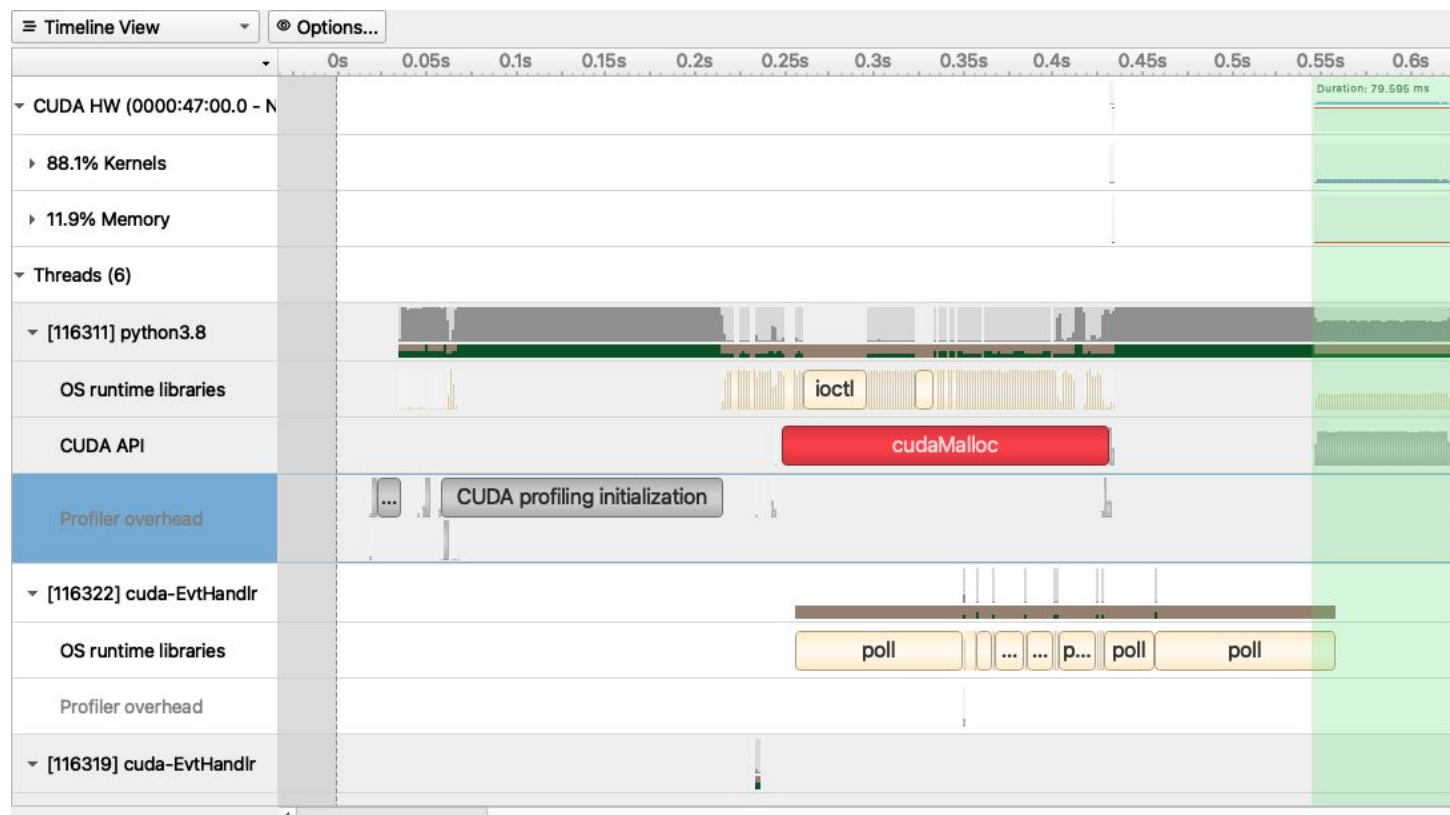 Timeline View Options...
0s 0.05s 0.1s 0.15s 0.2s 0.25s 0.3s 0.35s 0.4s 0.45s 0.5s 0.55s 0.6s
Duration: 79.595 ms
CUDA HW (0000:47:00.0 - N
88.1% Kernels
11.9% Memory
Threads (6)
[116311] python3.8
OS runtime libraries ioctl
CUDA API cudaMalloc
Profiler overhead ... CUDA profiling initialization
[116322] cuda-EvtHandlr
OS runtime libraries poll ... ... p... poll poll
Profiler overhead
[116319] cuda-EvtHandlr